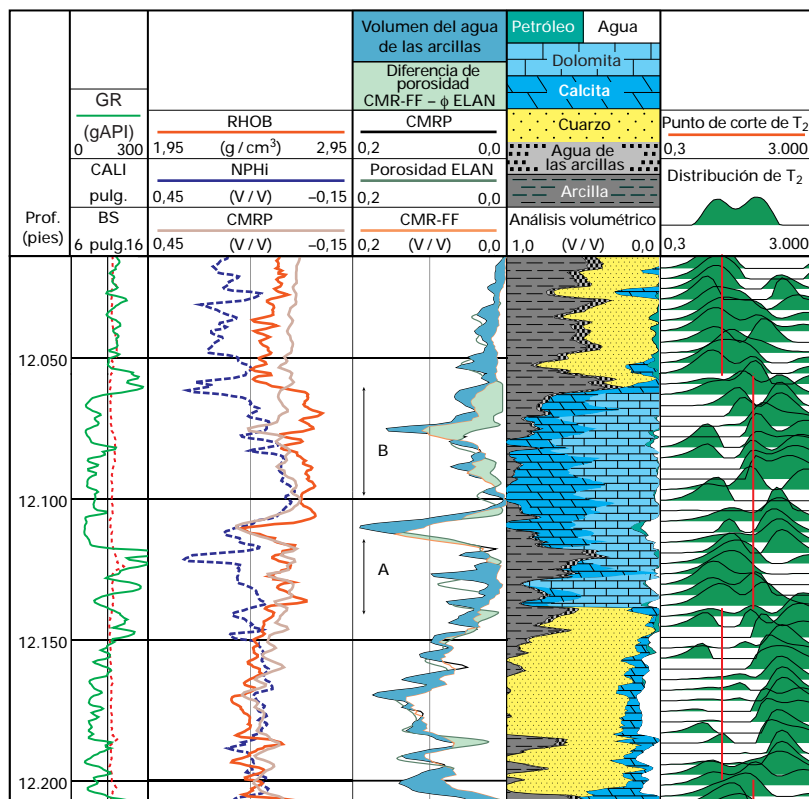 Prof.
(pies)
GR
(gAPI)
0 300
CALI
pulg.
BS
6 pulg.16
RHOB
1,95 (g / cm³) 2,95
NPHi
0,45 (V / V) –0,15
CMRP
0,45 (V / V) –0,15
Volumen del agua
de las arcillas
Diferencia de
porosidad
CMR-FF – ϕ ELAN
CMRP
0,2 0,0
Porosidad ELAN
0,2 0,0
CMR-FF
0,2 (V / V) 0,0
Petróleo Agua
Dolomita
Calcita
Cuarzo
Agua de
las arcillas
Arcilla
Análisis volumétrico
1,0 (V / V) 0,0
Punto de corte de T₂
0,3 3.000
Distribución de T₂
0,3 3.000
12.050
B
12.100
A
12.150
12.200